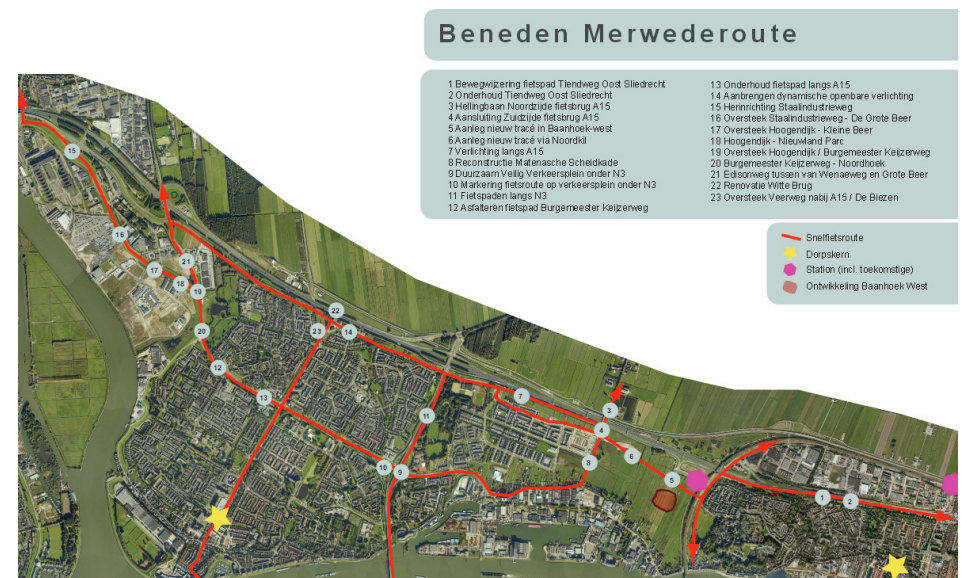 Beneden Merwederoute
1 Bewegwijzering fietspad Tiendweg Oost Sliedrecht
2 Onderhoud Tiendweg Oost Sliedrecht
3 Hellingbaan Noordzijde fietsbrug A15
4 Aansluiting Zuidzijde fietsbrug A15
5 Aanleg nieuw tracé in Baanhoek-west
6 Aanleg nieuw tracé via Noordkil
7 Verlichting langs A15
8 Reconstructie Matenasche Scheidkade
9 Duurzaam Veilig Verkeersplein onder N3
10 Markering fietsroute op verkeersplein onder N3
11 Fietspaden langs N3
12 Asfalteren fietspad Burgemeester Keijzerweg
13 Onderhoud fietspad langs A15
14 Aanbrengen dynamische openbare verlichting
15 Herinrichting Staalindustrieweg
16 Oversteek Staalindustrieweg - De Grote Beer
17 Oversteek Hoogendijk - Kleine Beer
18 Hoogendijk - Nieuwland Parc
19 Oversteek Hoogendijk / Burgemeester Keijzerweg
20 Burgemeester Keijzerweg - Noordhoek
21 Edisonweg tussen van Wenaeweg en Grote Beer
22 Renovatie Witte Brug
23 Oversteek Veerweg nabij A15 / De Biezen
Snelfietsroute
Dorpskern
Station (incl. toekomstige)
Ontwikkeling Baanhoek West
15
16
17
21
18
19
20
22
23
14
12
13
7
3
11
4
8
6
10
9
5
1
2